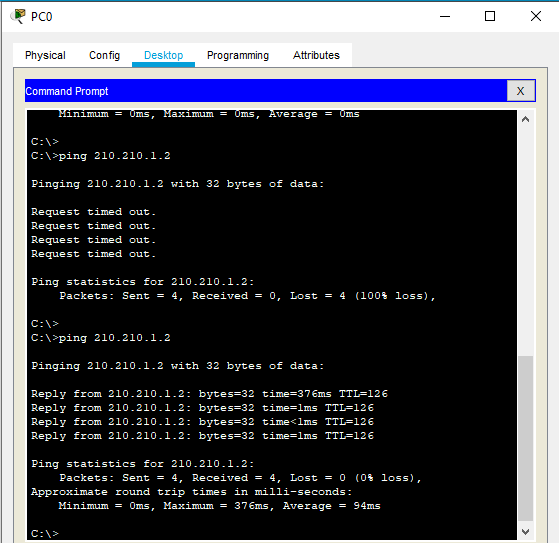 PC0
Physical Config Desktop Programming Attributes
Command Prompt X
Minimum = 0ms, Maximum = 0ms, Average = 0ms
C:\>
C:\>ping 210.210.1.2
Pinging 210.210.1.2 with 32 bytes of data:
Request timed out.
Request timed out.
Request timed out.
Request timed out.
Ping statistics for 210.210.1.2:
Packets: Sent = 4, Received = 0, Lost = 4 (100% loss),
C:\>
C:\>ping 210.210.1.2
Pinging 210.210.1.2 with 32 bytes of data:
Reply from 210.210.1.2: bytes=32 time=376ms TTL=126
Reply from 210.210.1.2: bytes=32 time=1ms TTL=126
Reply from 210.210.1.2: bytes=32 time<1ms TTL=126
Reply from 210.210.1.2: bytes=32 time=1ms TTL=126
Ping statistics for 210.210.1.2:
Packets: Sent = 4, Received = 4, Lost = 0 (0% loss),
Approximate round trip times in milli-seconds:
Minimum = 0ms, Maximum = 376ms, Average = 94ms
C:\>